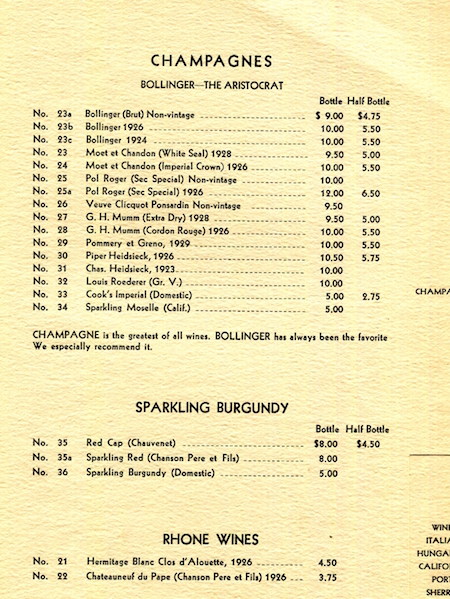 CHAMPAGNES
BOLLINGER—THE ARISTOCRAT
Bottle Half Bottle
No. 23a Bollinger (Brut) Non-vintage $ 9.00 $4.75
No. 23b Bollinger 1926 10.00 5.50
No. 23c Bollinger 1924 10.00 5.50
No. 23 Moet et Chandon (White Seal) 1928 9.50 5.00
No. 24 Moet et Chandon (Imperial Crown) 1926 10.00 5.50
No. 25 Pol Roger (Sec Special) Non-vintage 10.00
No. 25a Pol Roger (Sec Special) 1926 12.00 6.50
No. 26 Veuve Clicquot Ponsardin Non-vintage 9.50
No. 27 G. H. Mumm (Extra Dry) 1928 9.50 5.00
No. 28 G. H. Mumm (Cordon Rouge) 1926 10.00 5.50
No. 29 Pommery et Greno, 1929 10.00 5.50
No. 30 Piper Heidsieck, 1926 10.50 5.75
No. 31 Chas. Heidsieck, 1923 10.00
No. 32 Louis Roederer (Gr. V.) 10.00
No. 33 Cook's Imperial (Domestic) 5.00 2.75
No. 34 Sparkling Moselle (Calif.) 5.00
CHAMPAGNE is the greatest of all wines. BOLLINGER has always been the favorite
We especially recommend it.
SPARKLING BURGUNDY
Bottle Half Bottle
No. 35 Red Cap (Chauvenet) $8.00 $4.50
No. 35a Sparkling Red (Chanson Pere et Fils) 8.00
No. 36 Sparkling Burgundy (Domestic) 5.00
RHONE WINES
No. 21 Hermitage Blanc Clos d'Alouette, 1926 4.50
No. 22 Chateauneuf du Pape (Chanson Pere et Fils) 1926 3.75
CHAMPA
WINE
ITALIA
HUNGA
CALIFO
PORT
SHERR